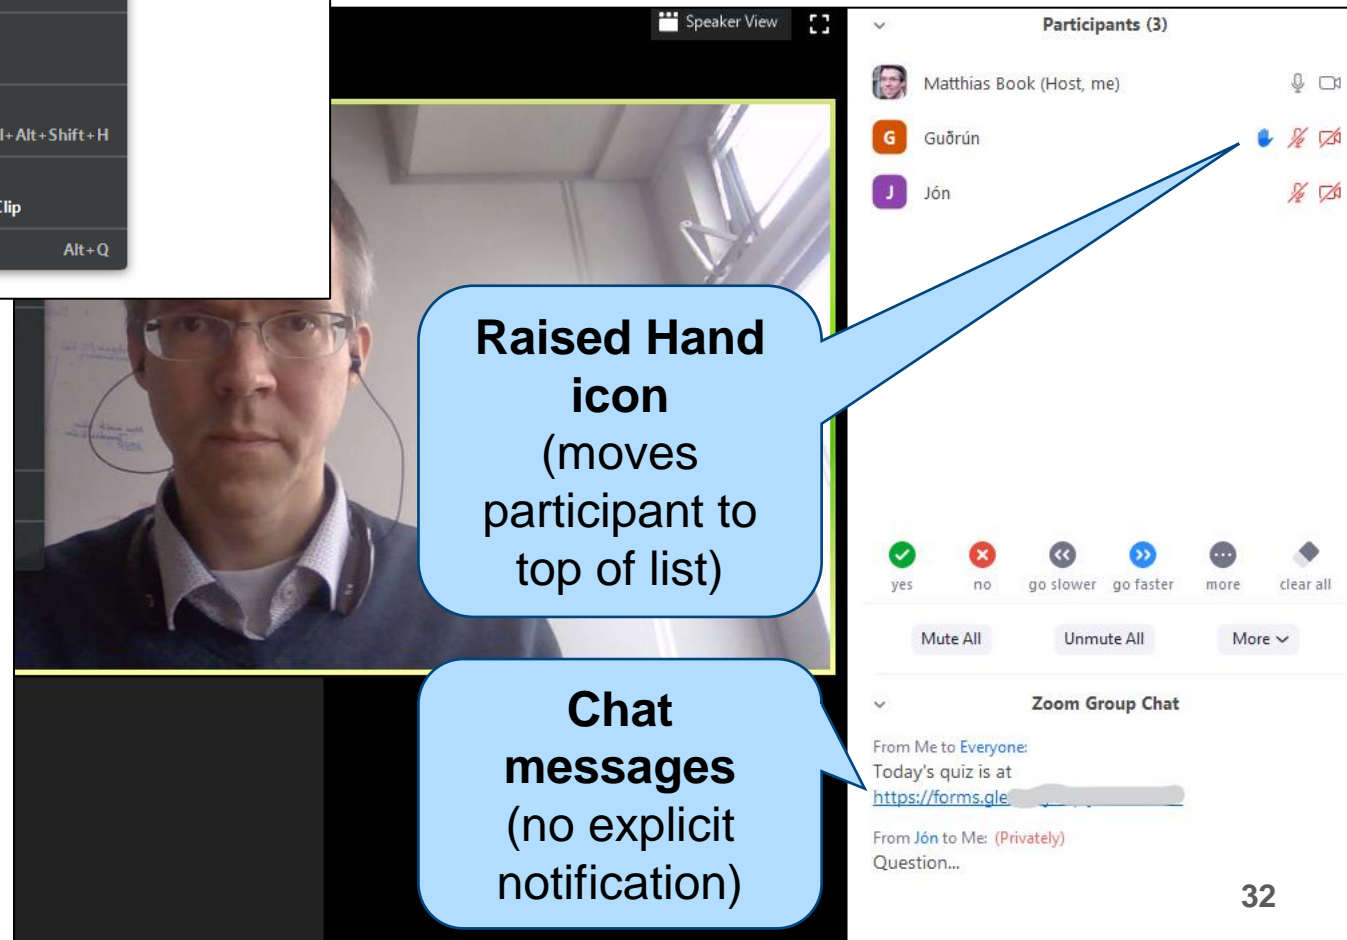 Speaker View
Participants (3)
Matthias Book (Host, me)
G Guðrún
J Jón
+Alt+Shift+H
Clip
Alt+Q
Raised Hand
icon
(moves
participant to
top of list)
yes no go slower go faster more clear all
Mute All Unmute All More
Chat
messages
(no explicit
notification)
Zoom Group Chat
From Me to Everyone:
Today's quiz is at
https://forms.gle
From Jón to Me: (Privately)
Question...
32